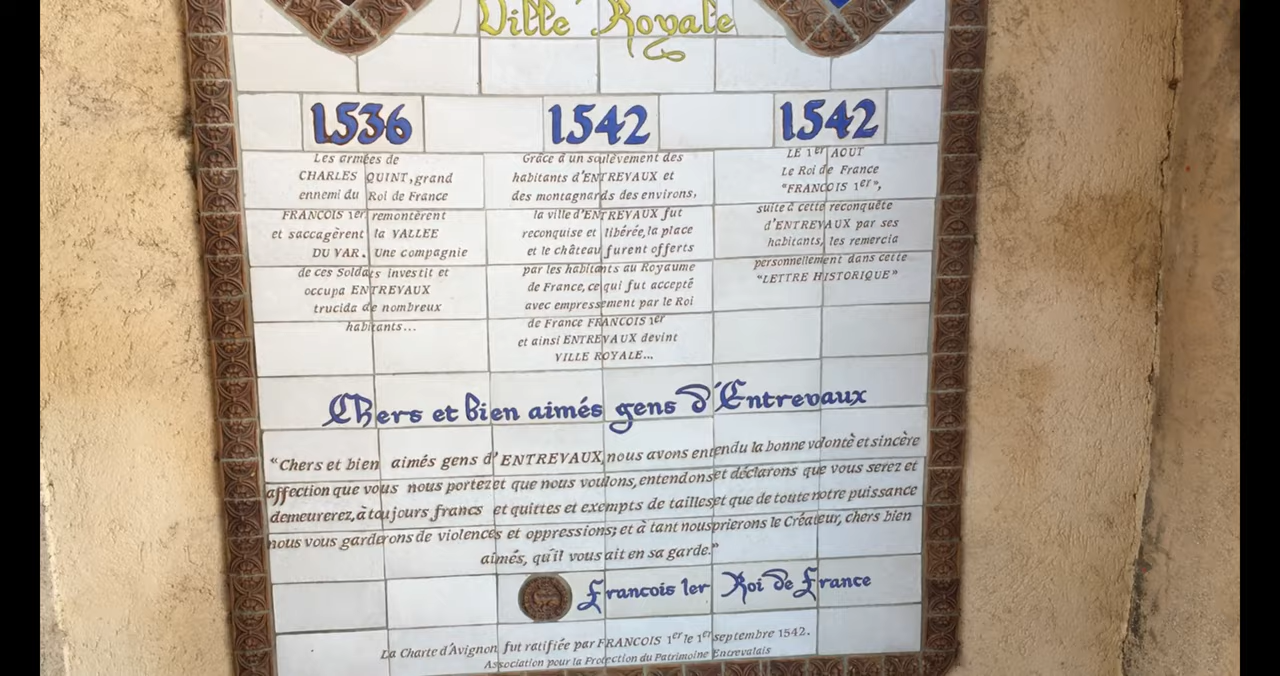 Ville Royale
1536
Les armées de
CHARLES QUINT, grand
ennemi du Roi de France
FRANCOIS 1er remontèrent
et saccagèrent la VALLEE
DU VAR. Une compagnie
de ces Soldats investit et
occupa ENTREVAUX
trucida de nombreux
habitants...
1542
Grâce à un soulèvement des
habitants d'ENTREVAUX et
des montagnards des environs,
la ville d'ENTREVAUX fut
reconquise et libérée, la place
et le château furent offerts
par les habitants au Royaume
de France, ce qui fut accepté
avec empressement par le Roi
de France FRANCOIS 1er
et ainsi ENTREVAUX devint
VILLE ROYALE...
1542
LE 1er AOUT
Le Roi de France
"FRANCOIS 1er",
suite à cette reconquête
d'ENTREVAUX par ses
habitants, les remercia
personnellement dans cette
"LETTRE HISTORIQUE"
Chers et bien aimés gens d'Entrevaux
"Chers et bien aimés gens d'ENTREVAUX, nous avons entendu la bonne volonté et sincère
affection que vous nous portez et que nous voulons, entendons et déclarons que vous serez et
demeurerez, à toujours francs et quittes et exempts de tailles et que de toute notre puissance
nous vous garderons de violences et oppressions; et à tant nous prierons le Créateur, chers bien
aimés, qu'il vous ait en sa garde."
Francois 1er Roi de France
La Charte d'Avignon fut ratifiée par FRANCOIS 1er le 1er septembre 1542.
Association pour la Protection du Patrimoine Entrevalais